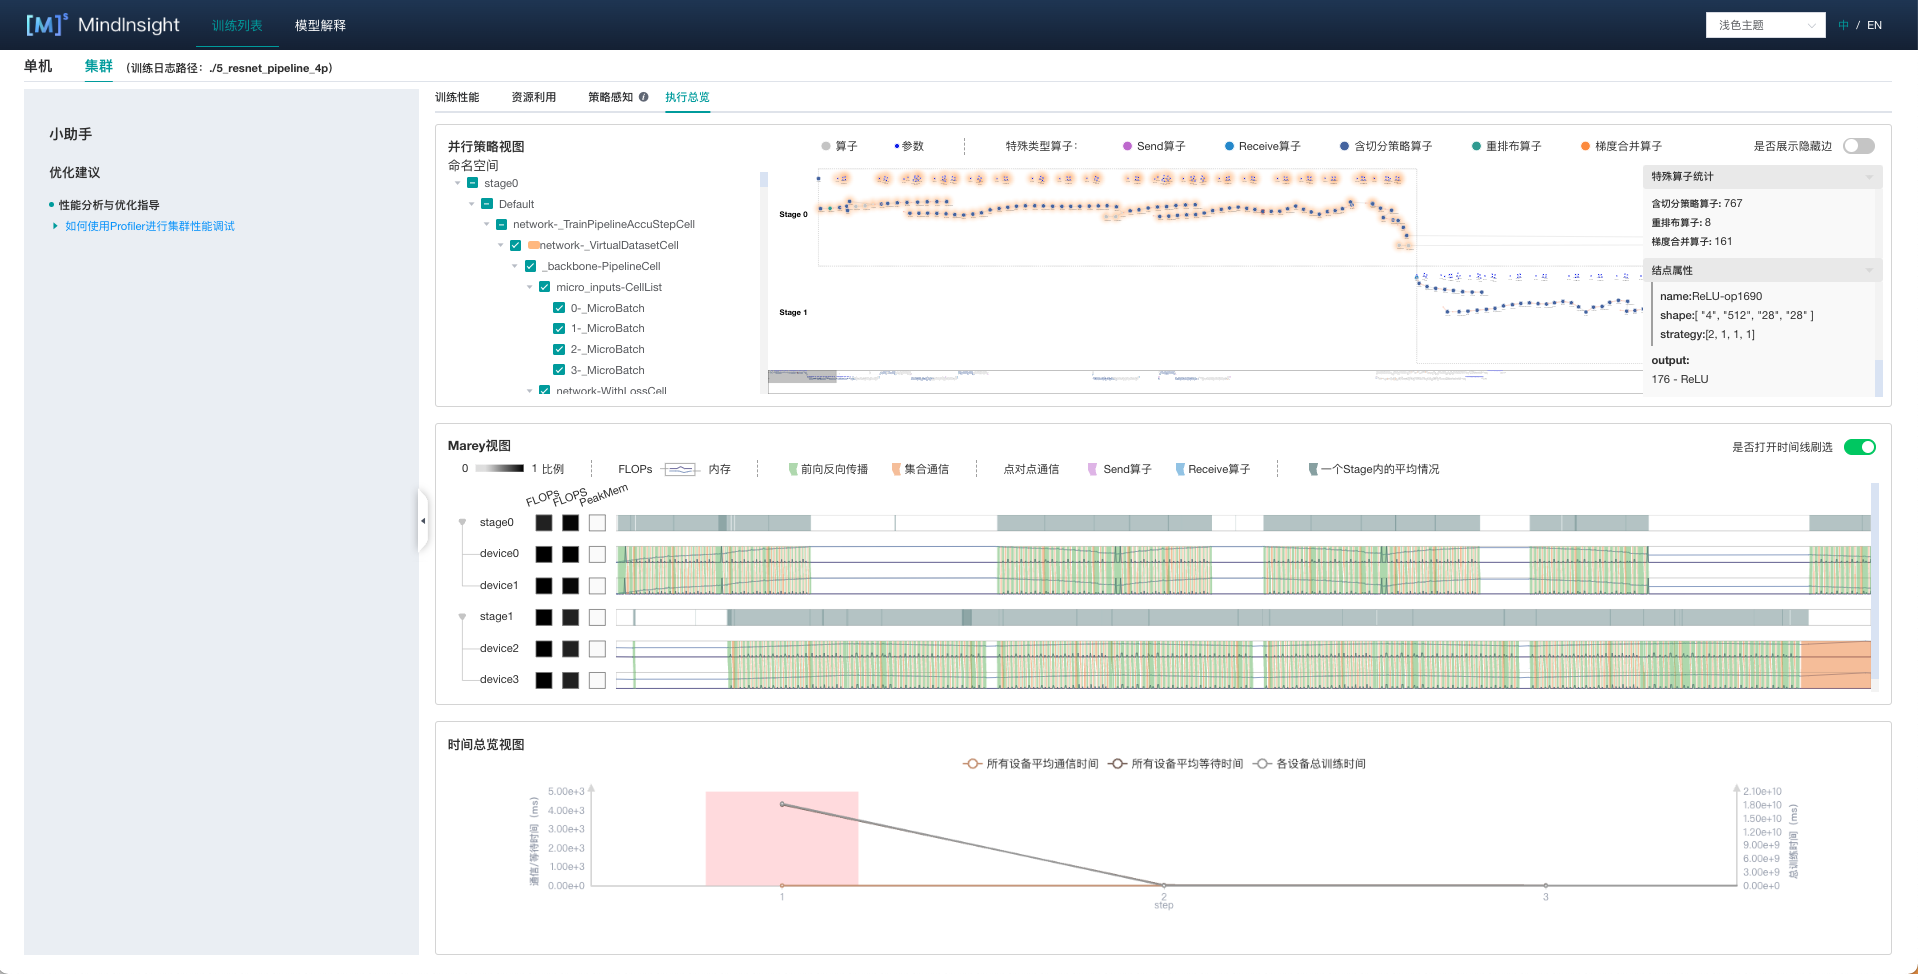 [M]ˢ MindInsight 训练列表 模型解释 浅色主题 中 / EN
单机 集群 (训练日志路径: ./5_resnet_pipeline_4p)
小助手
优化建议
性能分析与优化指导
如何使用Profiler进行集群性能调试
训练性能 资源利用 策略感知 i 执行总览
并行策略视图
算子 参数 特殊类型算子: Send算子 Receive算子 含切分策略算子 重排布算子 梯度合并算子 是否展示隐藏边
命名空间
stage0
Default
network-_TrainPipelineAccuStepCell
network-_VirtualDatasetCell
_backbone-PipelineCell
micro_inputs-CellList
0-_MicroBatch
1-_MicroBatch
2-_MicroBatch
3-_MicroBatch
network-WithLossCell
Stage 0
Stage 1
特殊算子统计
含切分策略算子: 767
重排布算子: 8
梯度合并算子: 161
结点属性
name:ReLU-op1690
shape:[ "4", "512", "28", "28" ]
strategy:[2, 1, 1, 1]
output:
176 - ReLU
Marey视图 是否打开时间线刷选
0 1 比例 FLOPs 内存 前向反向传播 集合通信 点对点通信 Send算子 Receive算子 一个Stage内的平均情况
FLOPs FLOPS PeakMem
stage0
device0
device1
stage1
device2
device3
时间总览视图
所有设备平均通信时间 所有设备平均等待时间 各设备总训练时间
通信/等待时间 (ms)
5.00e+3
4.00e+3
3.00e+3
2.00e+3
1.00e+3
0.00e+0
2.10e+10
1.80e+10
1.50e+10
1.20e+10
9.00e+9
6.00e+9
3.00e+9
0.00e+0
总训练时间 (ms)
1 2 3
step